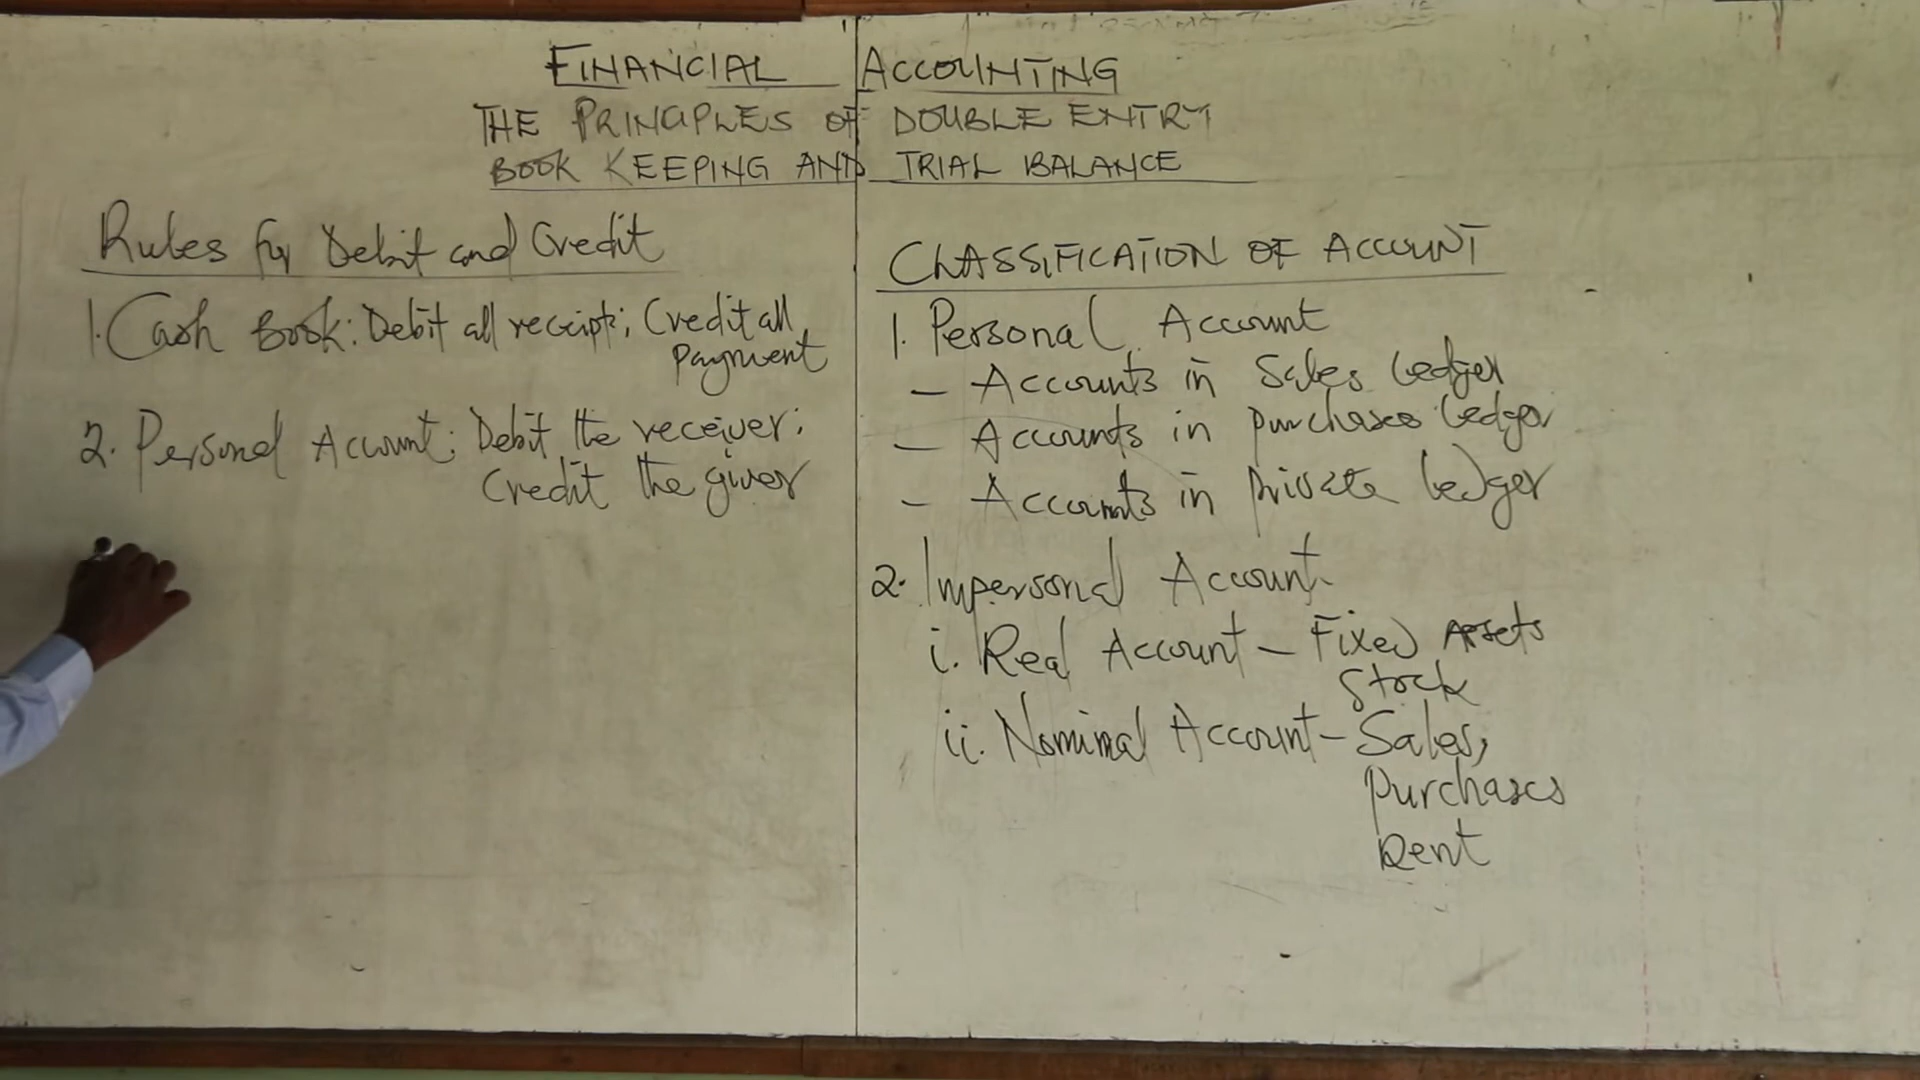 FINANCIAL ACCOUNTING
THE PRINCIPLES OF DOUBLE ENTRY
BOOK KEEPING AND TRIAL BALANCE
Rules for Debit and Credit
1. Cash Book: Debit all receipt; Credit all
payment
2. Personal Account: Debit the receiver;
Credit the giver
CLASSIFICATION OF ACCOUNT
1. Personal Account
- Accounts in Sales Ledger
- Accounts in purchases ledger
- Accounts in private ledger
2. Impersonal Account
i. Real Account - Fixed Assets
Stock
ii. Nominal Account - Sales,
purchases
Rent